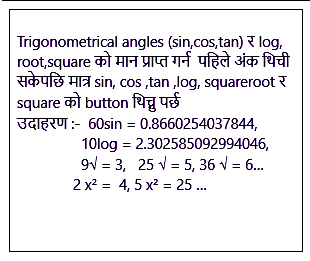 Trigonometrical angles (sin,cos,tan) र log,
root,square को मान प्राप्त गर्न पहिले अंक थिची
सकेपछि मात्र sin, cos ,tan ,log, squareroot र
square को button थिच्नु पर्छ
उदाहरण :- 60sin = 0.8660254037844,
10log = 2.302585092994046,
9√ = 3, 25 √ = 5, 36 √ = 6...
2 x² = 4, 5 x² = 25 ...